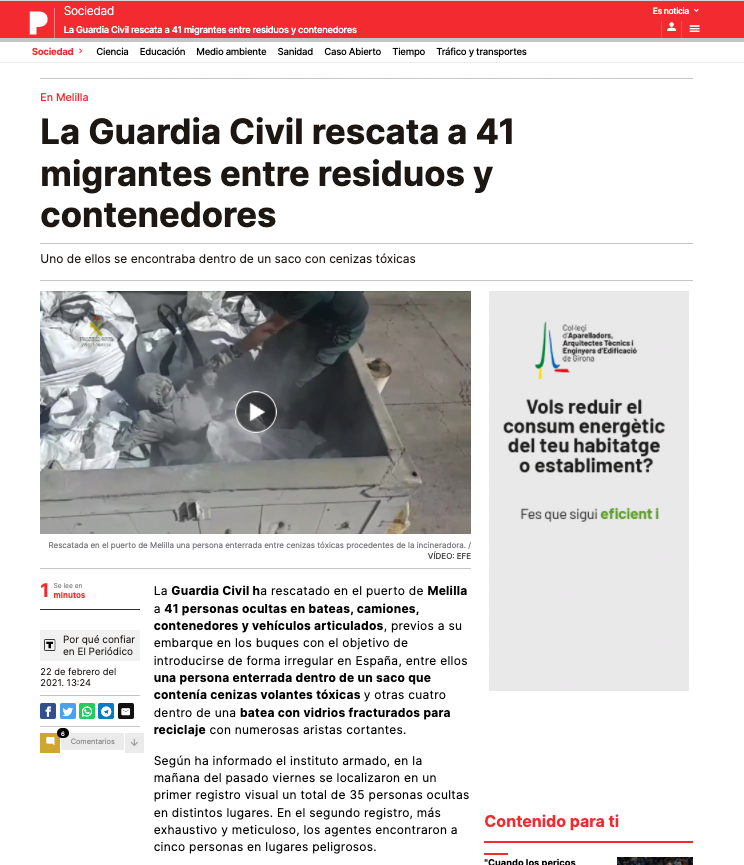 Sociedad
Es noticia
La Guardia Civil rescata a 41 migrantes entre residuos y contenedores
Sociedad Ciencia Educación Medio ambiente Sanidad Caso Abierto Tiempo Tráfico y transportes
En Melilla
La Guardia Civil rescata a 41
migrantes entre residuos y
contenedores
Uno de ellos se encontraba dentro de un saco con cenizas tóxicas
Rescatada en el puerto de Melilla una persona enterrada entre cenizas tóxicas procedentes de la incineradora. /
VÍDEO: EFE
1 Se lee en
minutos
T Por qué confiar
en El Periódico
22 de febrero del
2021. 13:24
6
Comentarios
La Guardia Civil ha rescatado en el puerto de Melilla
a 41 personas ocultas en bateas, camiones,
contenedores y vehículos articulados, previos a su
embarque en los buques con el objetivo de
introducirse de forma irregular en España, entre ellos
una persona enterrada dentro de un saco que
contenía cenizas volantes tóxicas y otras cuatro
dentro de una batea con vidrios fracturados para
reciclaje con numerosas aristas cortantes.
Según ha informado el instituto armado, en la
mañana del pasado viernes se localizaron en un
primer registro visual un total de 35 personas ocultas
en distintos lugares. En el segundo registro, más
exhaustivo y meticuloso, los agentes encontraron a
cinco personas en lugares peligrosos.
Col·legi
d'Aparelladors,
Arquitectes Tècnics i
Enginyers d'Edificació
de Girona
Vols reduir el
consum energètic
del teu habitatge
o establiment?
Fes que sigui eficient i
Contenido para ti
"Cuando los pericos